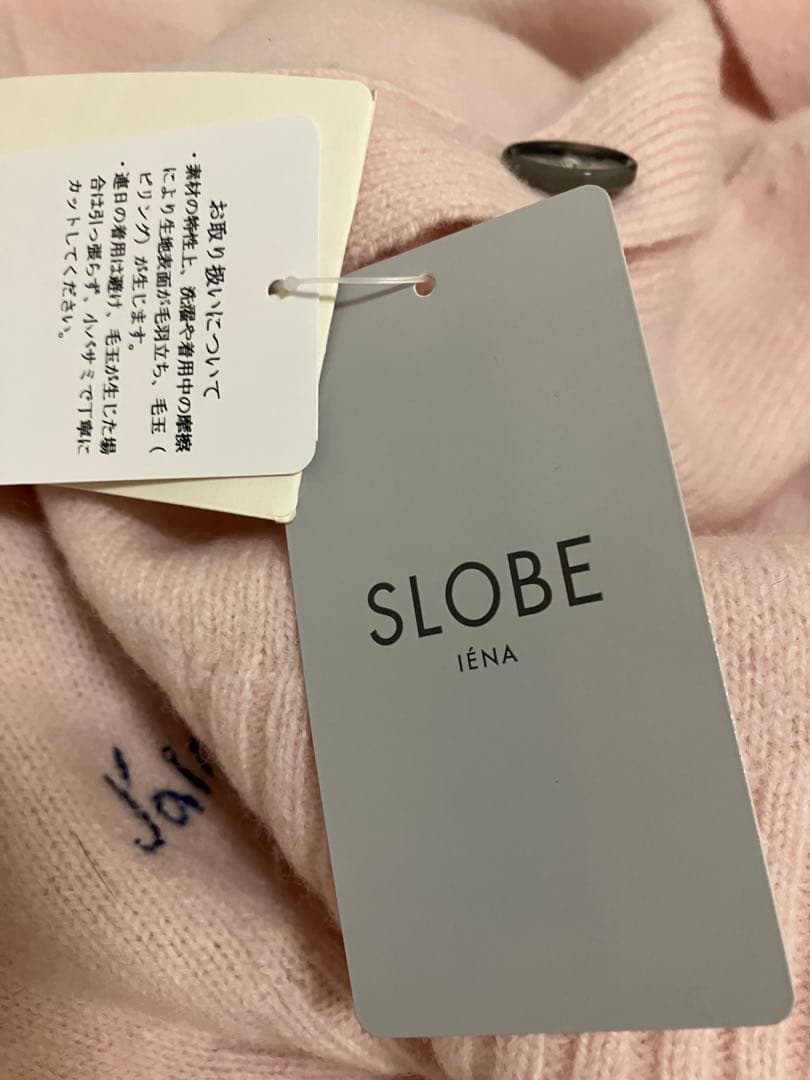 お取り扱いについて
・素材の特性上、洗濯や着用中の摩擦
により生地表面が毛羽立ち、毛玉（
ピリング）が生じます。
・連日の着用は避け、毛玉が生じた場
合は引っ張らず、小バサミで丁寧に
カットしてください。
SLOBE
IÉNA